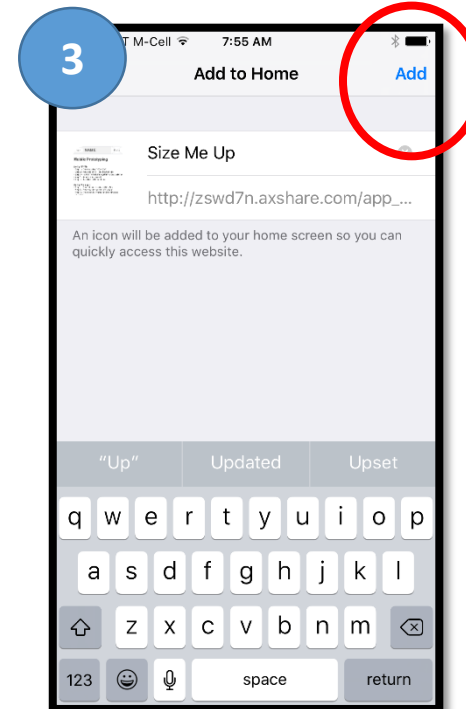 3
T M-Cell 7:55 AM
Add to Home Add
Size Me Up
http://zswd7n.axshare.com/app_...
An icon will be added to your home screen so you can
quickly access this website.
“Up” Updated Upset
q w e r t y u i o p
a s d f g h j k l
z x c v b n m
123 space return